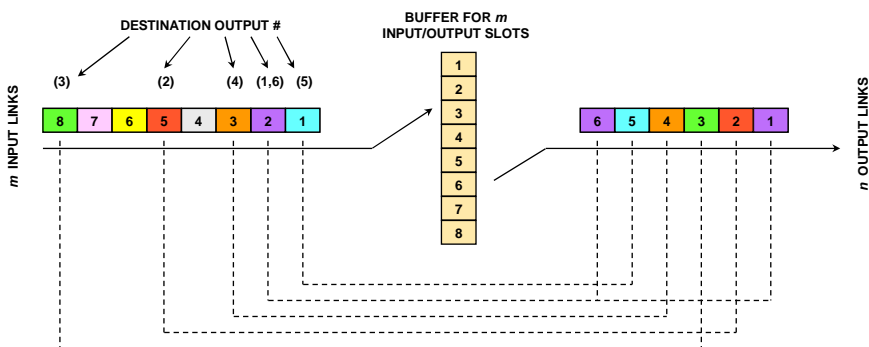 DESTINATION OUTPUT #
BUFFER FOR m
INPUT/OUTPUT SLOTS
(3) (2) (4) (1,6) (5)
m INPUT LINKS
8 7 6 5 4 3 2 1
1
2
3
4
5
6
7
8
6 5 4 3 2 1
n OUTPUT LINKS